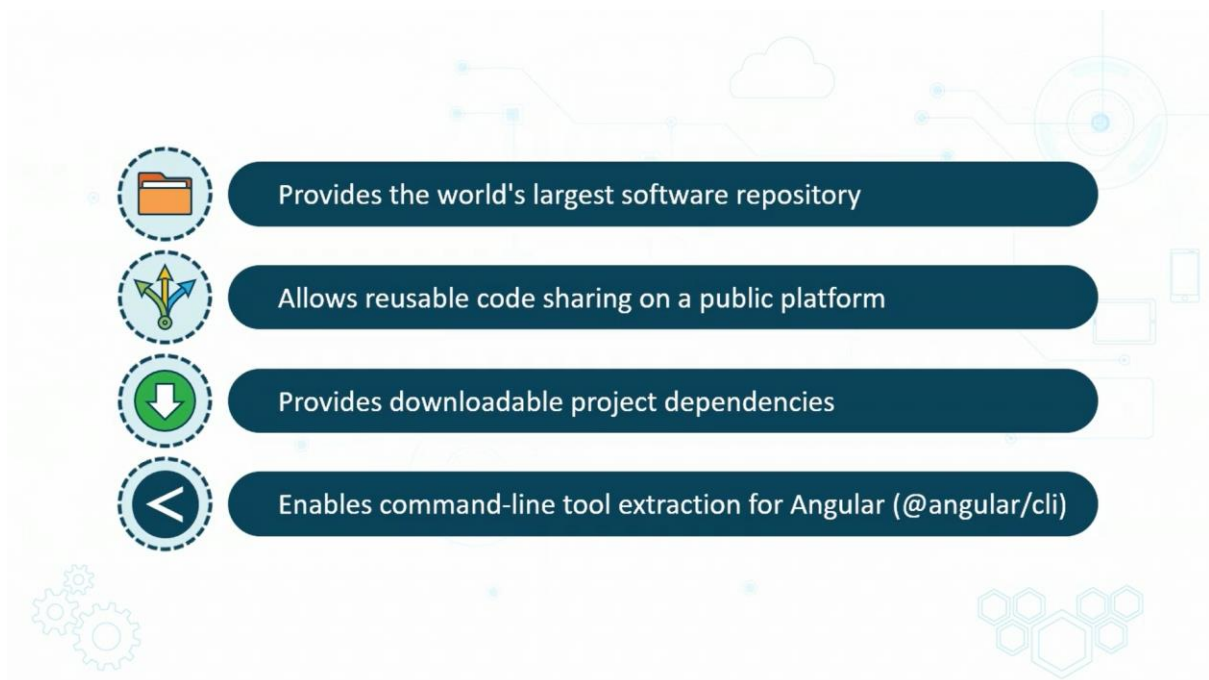 Provides the world's largest software repository
Allows reusable code sharing on a public platform
Provides downloadable project dependencies
Enables command-line tool extraction for Angular (@angular/cli)